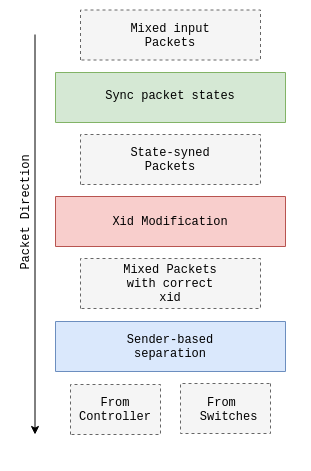 Mixed input
Packets
Sync packet states
State-syned
Packets
Xid Modification
Mixed Packets
with correct
xid
Sender-based
separation
From
Controller
From
Switches
Packet Direction